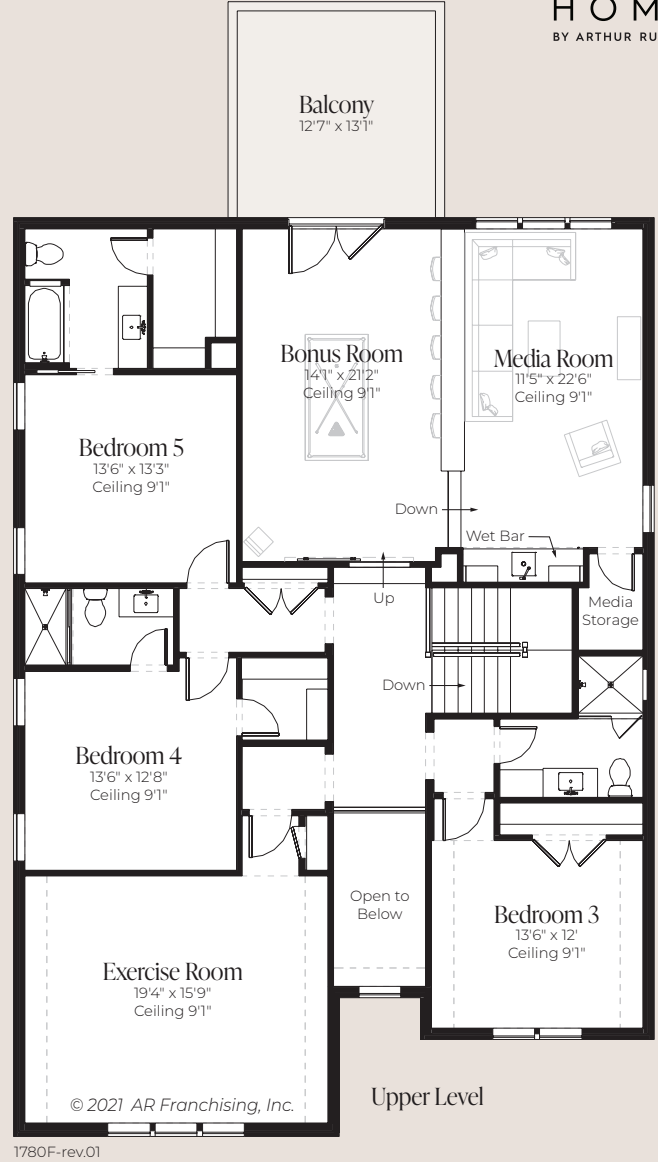 HOM
BY ARTHUR RU
Balcony
12'7" x 13'1"
Bonus Room
14'1" x 21'2"
Ceiling 9'1"
Media Room
11'5" x 22'6"
Ceiling 9'1"
Bedroom 5
13'6" x 13'3"
Ceiling 9'1"
Down
Wet Bar
Up
Media
Storage
Down
Bedroom 4
13'6" x 12'8"
Ceiling 9'1"
Open to
Below
Bedroom 3
13'6" x 12'
Ceiling 9'1"
Exercise Room
19'4" x 15'9"
Ceiling 9'1"
© 2021 AR Franchising, Inc.
Upper Level
1780F-rev.01